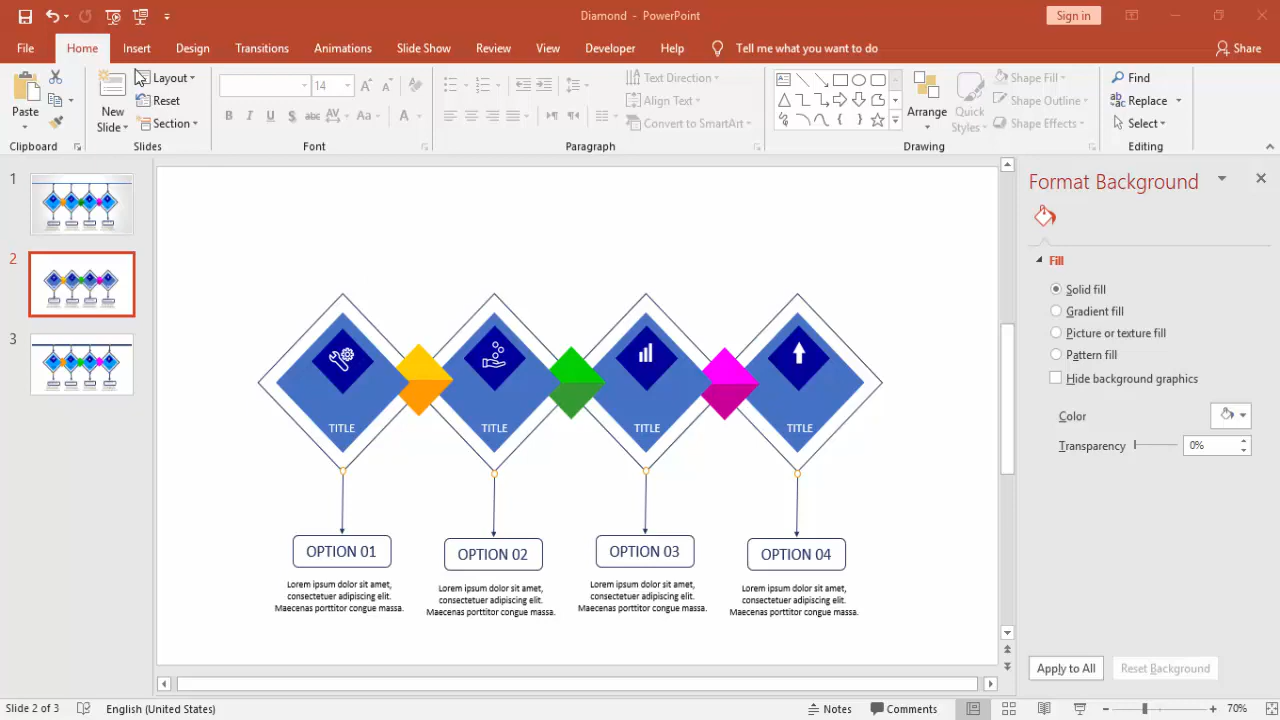 Diamond - PowerPoint
Sign in
File Home Insert Design Transitions Animations Slide Show Review View Developer Help Tell me what you want to do Share
Paste
Clipboard
New
Slide
Layout
Reset
Section
Slides
14
B I U S abc AV Aa A
Font
Text Direction
Align Text
Convert to SmartArt
Paragraph
Arrange
Quick
Styles
Shape Fill
Shape Outline
Shape Effects
Drawing
Find
Replace
Select
Editing
1
2
3
TITLE TITLE TITLE TITLE
OPTION 01
Lorem ipsum dolor sit amet,
consectetuer adipiscing elit.
Maecenas porttitor congue massa.
OPTION 02
Lorem ipsum dolor sit amet,
consectetuer adipiscing elit.
Maecenas porttitor congue massa.
OPTION 03
Lorem ipsum dolor sit amet,
consectetuer adipiscing elit.
Maecenas porttitor congue massa.
OPTION 04
Lorem ipsum dolor sit amet,
consectetuer adipiscing elit.
Maecenas porttitor congue massa.
Format Background
Fill
Solid fill
Gradient fill
Picture or texture fill
Pattern fill
Hide background graphics
Color
Transparency 0%
Apply to All Reset Background
Slide 2 of 3 English (United States) Notes Comments 70%